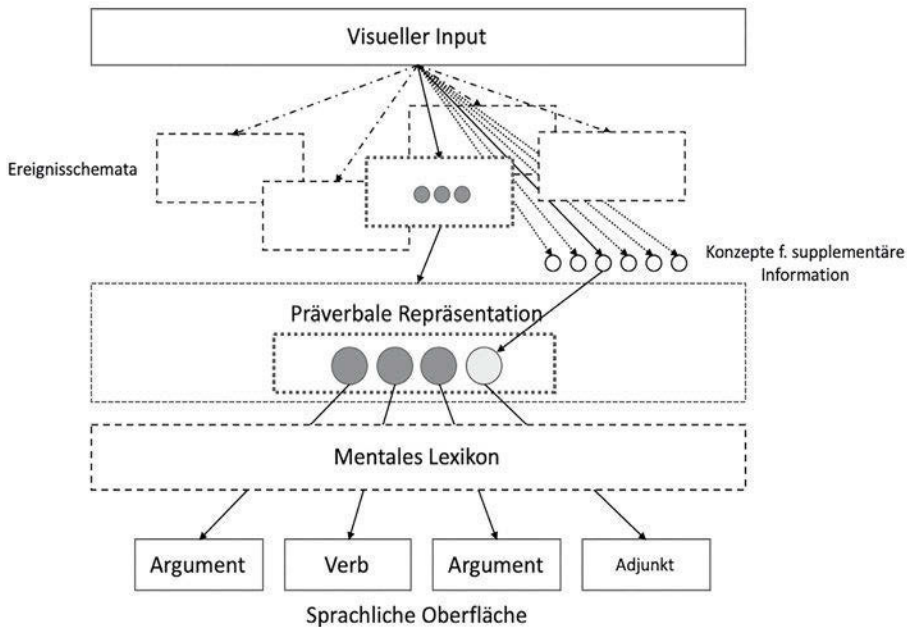 Visueller Input
Ereignisschemata
Konzepte f. supplementäre
Information
Präverbale Repräsentation
Mentales Lexikon
Argument
Verb
Argument
Adjunkt
Sprachliche Oberfläche